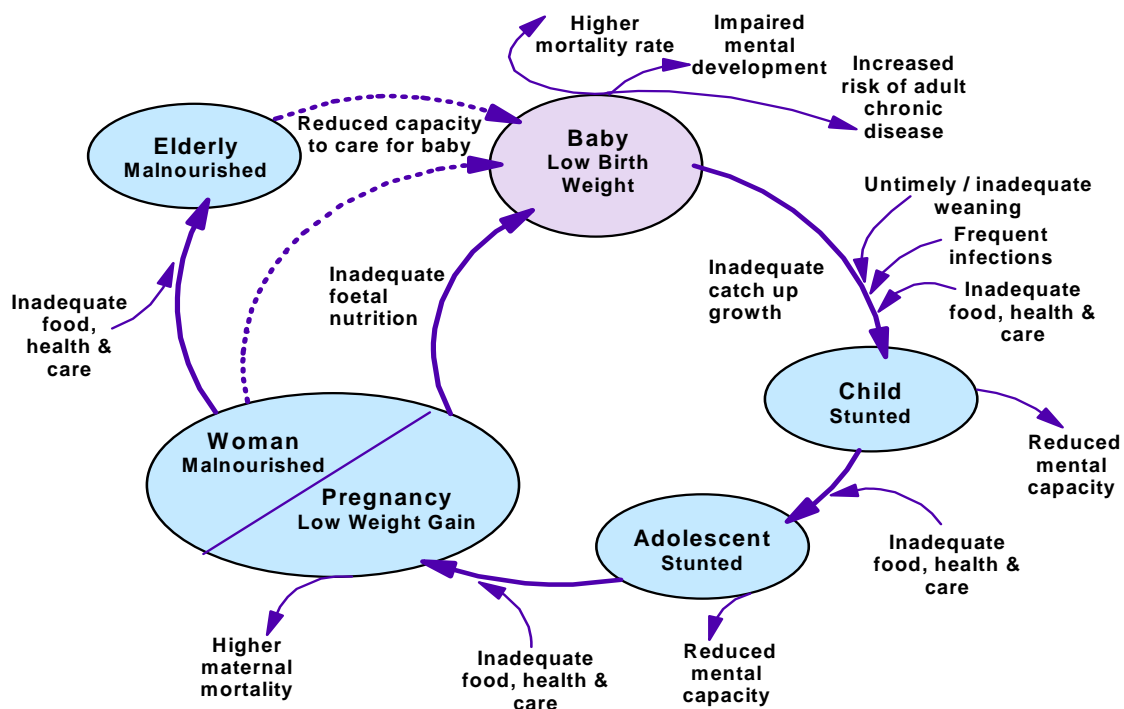 Higher
mortality rate
Impaired
mental
development
Increased
risk of adult
chronic
disease
Reduced capacity
to care for baby
Elderly
Malnourished
Baby
Low Birth
Weight
Untimely / inadequate
weaning
Frequent
infections
Inadequate
food, health &
care
Inadequate
catch up
growth
Inadequate
foetal
nutrition
Inadequate
food,
health &
care
Child
Stunted
Reduced
mental
capacity
Woman
Malnourished
Pregnancy
Low Weight Gain
Adolescent
Stunted
Inadequate
food, health &
care
Higher
maternal
mortality
Inadequate
food, health &
care
Reduced
mental
capacity